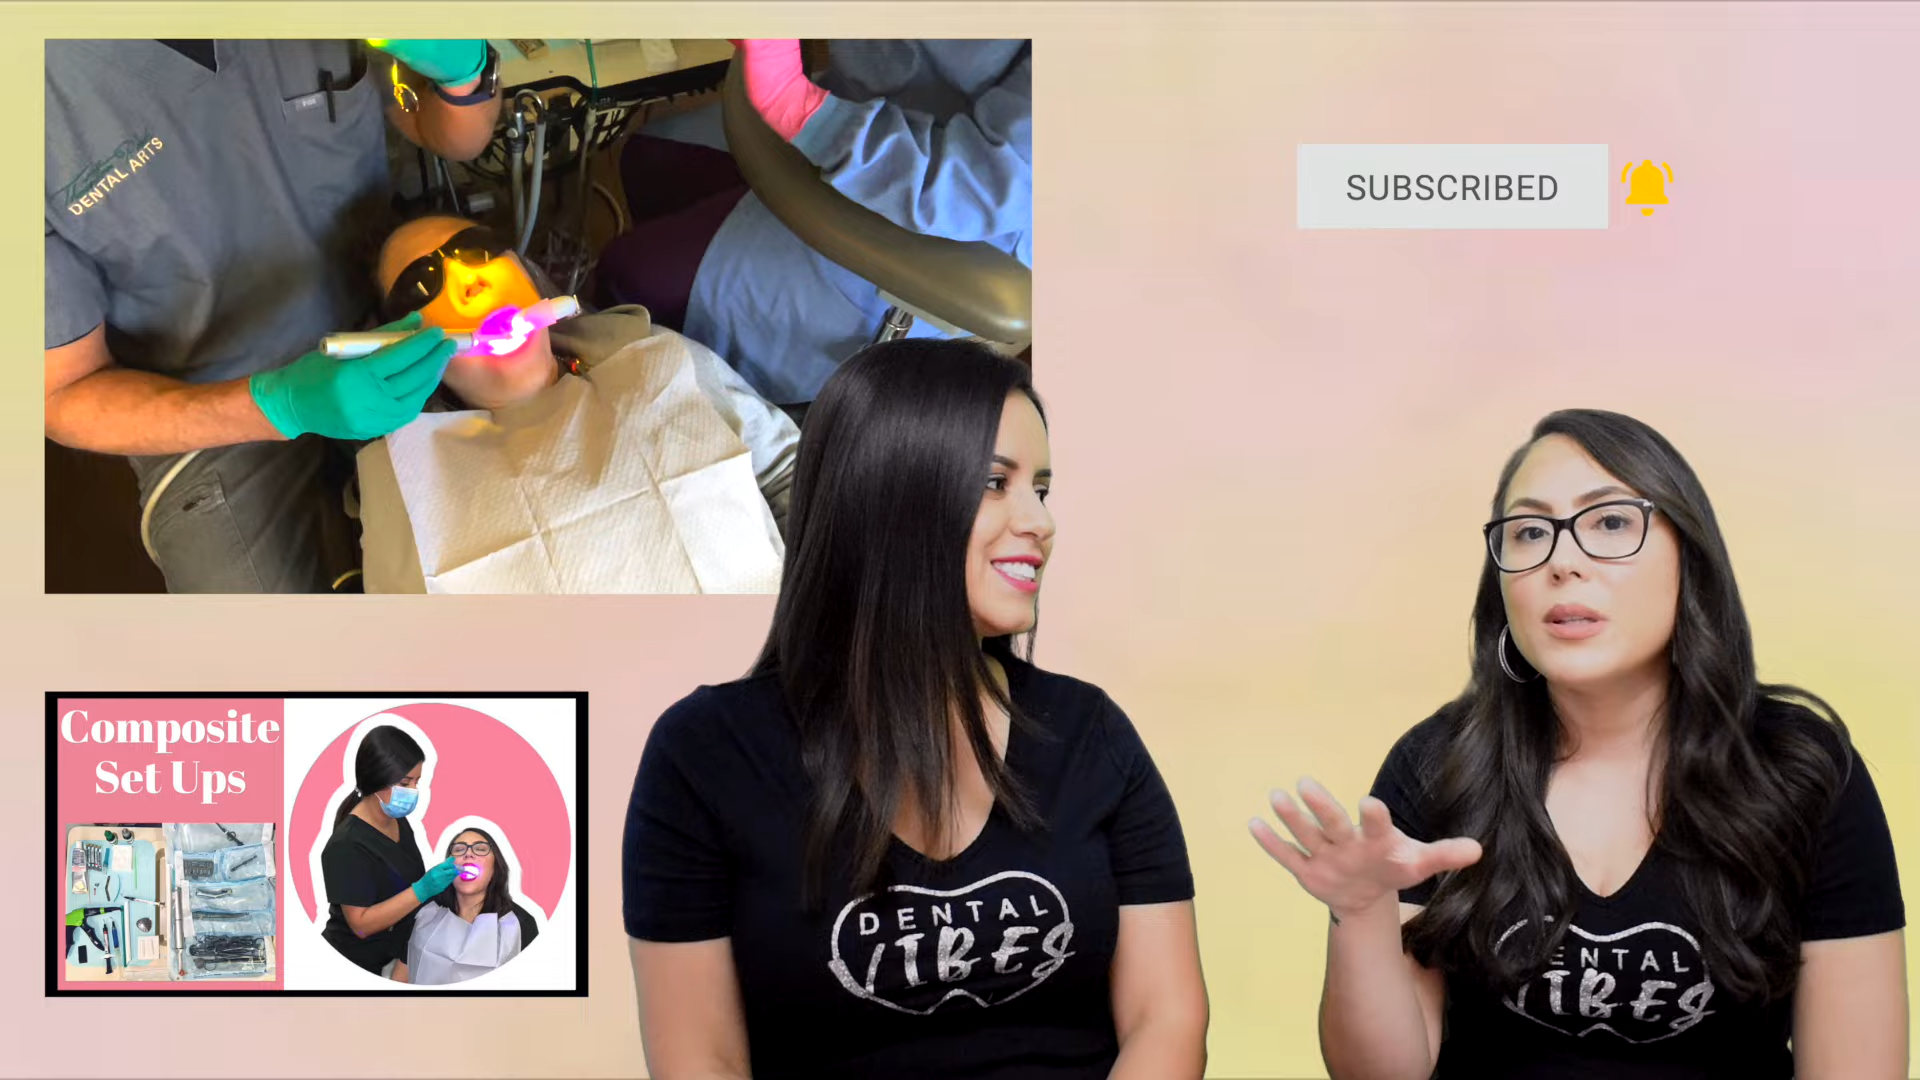 DENTAL ARTS
SUBSCRIBED
Composite
Set Ups
DENTAL
VIBES
ENTAL
VIBES